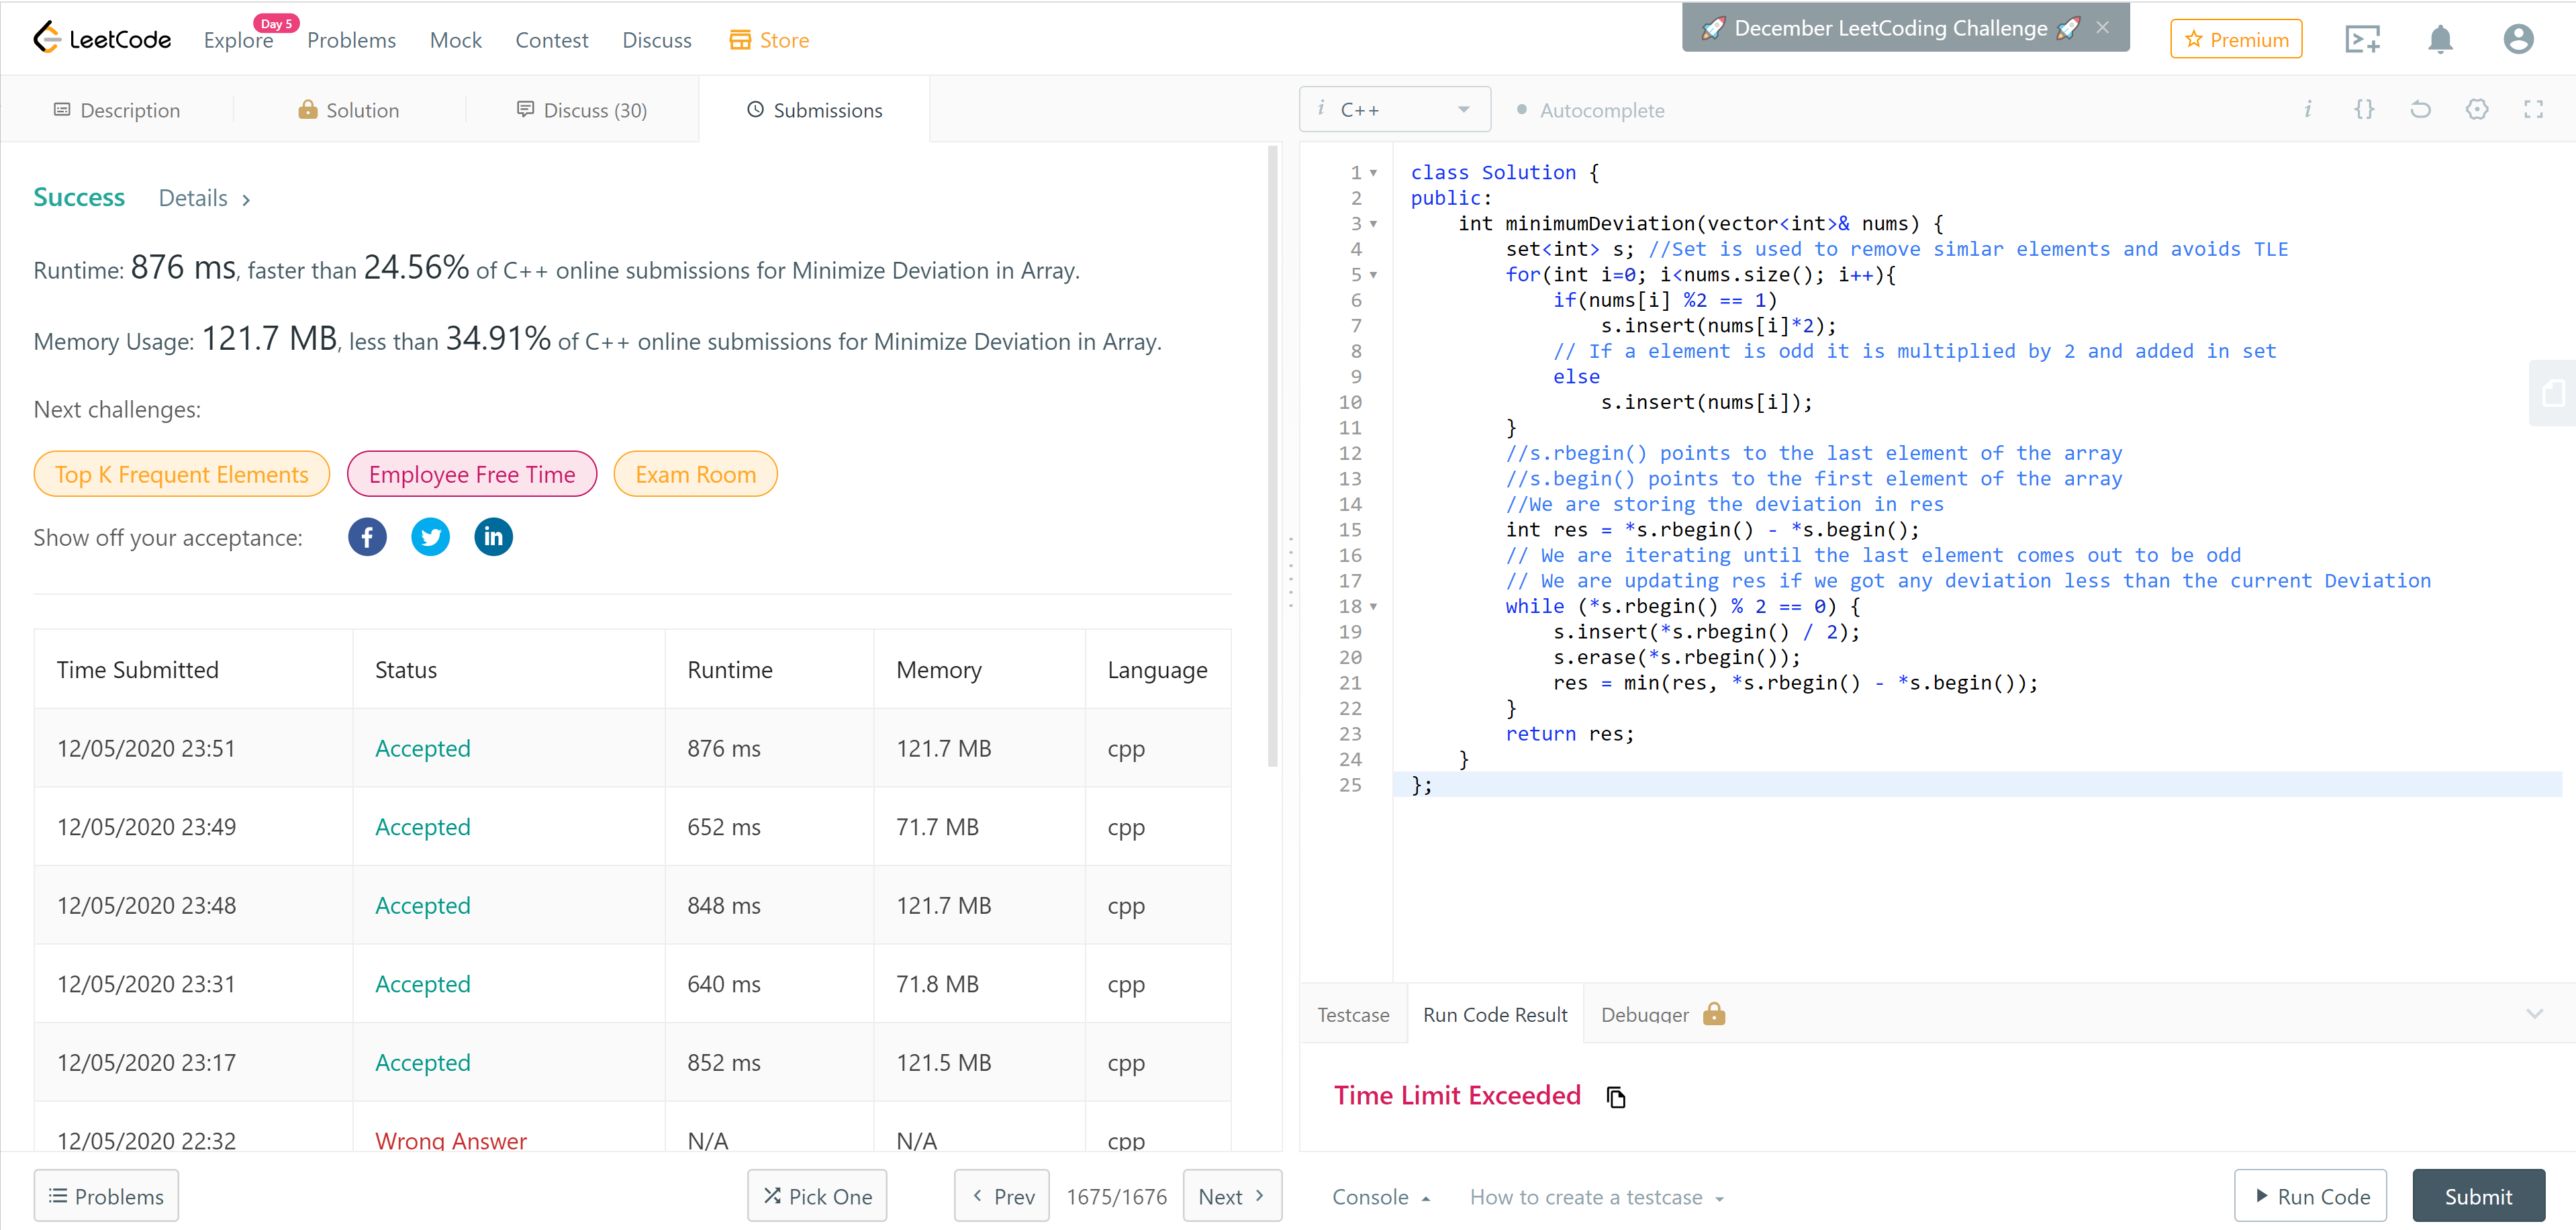 LeetCode
Explore
Day 5
Problems
Mock
Contest
Discuss
Store
🚀 December LeetCoding Challenge 🚀 ×
Premium
Description
Solution
Discuss (30)
Submissions
Success Details >
Runtime: 876 ms, faster than 24.56% of C++ online submissions for Minimize Deviation in Array.
Memory Usage: 121.7 MB, less than 34.91% of C++ online submissions for Minimize Deviation in Array.
Next challenges:
Top K Frequent Elements
Employee Free Time
Exam Room
Show off your acceptance:
Time Submitted Status Runtime Memory Language
12/05/2020 23:51 Accepted 876 ms 121.7 MB cpp
12/05/2020 23:49 Accepted 652 ms 71.7 MB cpp
12/05/2020 23:48 Accepted 848 ms 121.7 MB cpp
12/05/2020 23:31 Accepted 640 ms 71.8 MB cpp
12/05/2020 23:17 Accepted 852 ms 121.5 MB cpp
12/05/2020 22:32 Wrong Answer N/A N/A cpp
Problems
Pick One
< Prev
1675/1676
Next >
i C++
Autocomplete
i {}
1 class Solution {
2 public:
3 int minimumDeviation(vector<int>& nums) {
4 set<int> s; //Set is used to remove simlar elements and avoids TLE
5 for(int i=0; i<nums.size(); i++){
6 if(nums[i] %2 == 1)
7 s.insert(nums[i]*2);
8 // If a element is odd it is multiplied by 2 and added in set
9 else
10 s.insert(nums[i]);
11 }
12 //s.rbegin() points to the last element of the array
13 //s.begin() points to the first element of the array
14 //We are storing the deviation in res
15 int res = *s.rbegin() - *s.begin();
16 // We are iterating until the last element comes out to be odd
17 // We are updating res if we got any deviation less than the current Deviation
18 while (*s.rbegin() % 2 == 0) {
19 s.insert(*s.rbegin() / 2);
20 s.erase(*s.rbegin());
21 res = min(res, *s.rbegin() - *s.begin());
22 }
23 return res;
24 }
25 };
Testcase
Run Code Result
Debugger
Time Limit Exceeded
Console
How to create a testcase
Run Code
Submit